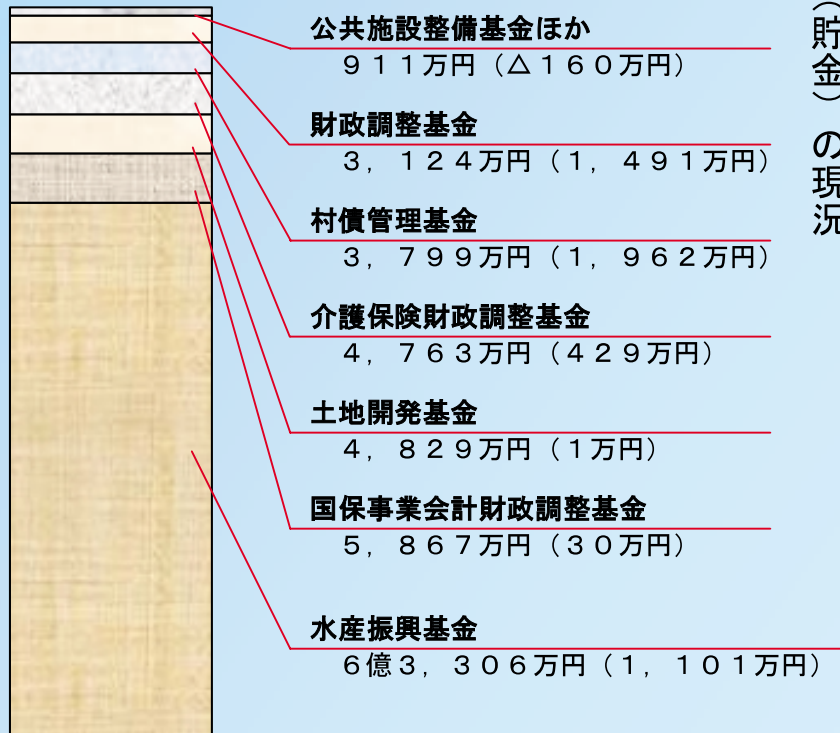 （貯金）の現況
公共施設整備基金ほか
９１１万円（△１６０万円）
財政調整基金
３，１２４万円（１，４９１万円）
村債管理基金
３，７９９万円（１，９６２万円）
介護保険財政調整基金
４，７６３万円（４２９万円）
土地開発基金
４，８２９万円（１万円）
国保事業会計財政調整基金
５，８６７万円（３０万円）
水産振興基金
６億３，３０６万円（１，１０１万円）